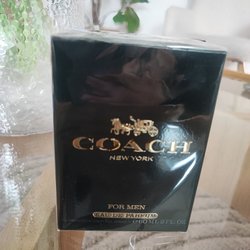 COACH
NEW YORK
FOR MEN
EAU DE PARFUM